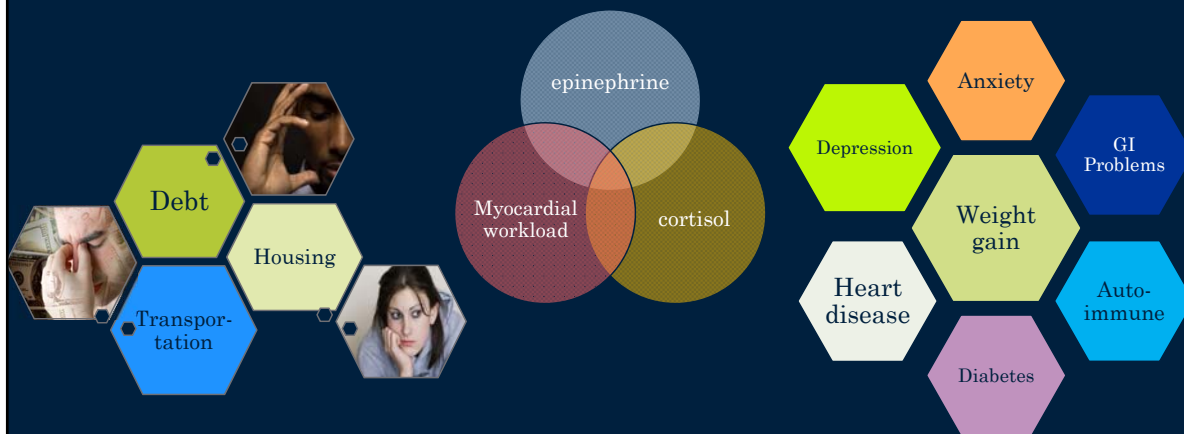 Debt
Housing
Transpor-
tation
epinephrine
Myocardial
workload
cortisol
Anxiety
Depression
GI
Problems
Weight
gain
Heart
disease
Auto-
immune
Diabetes